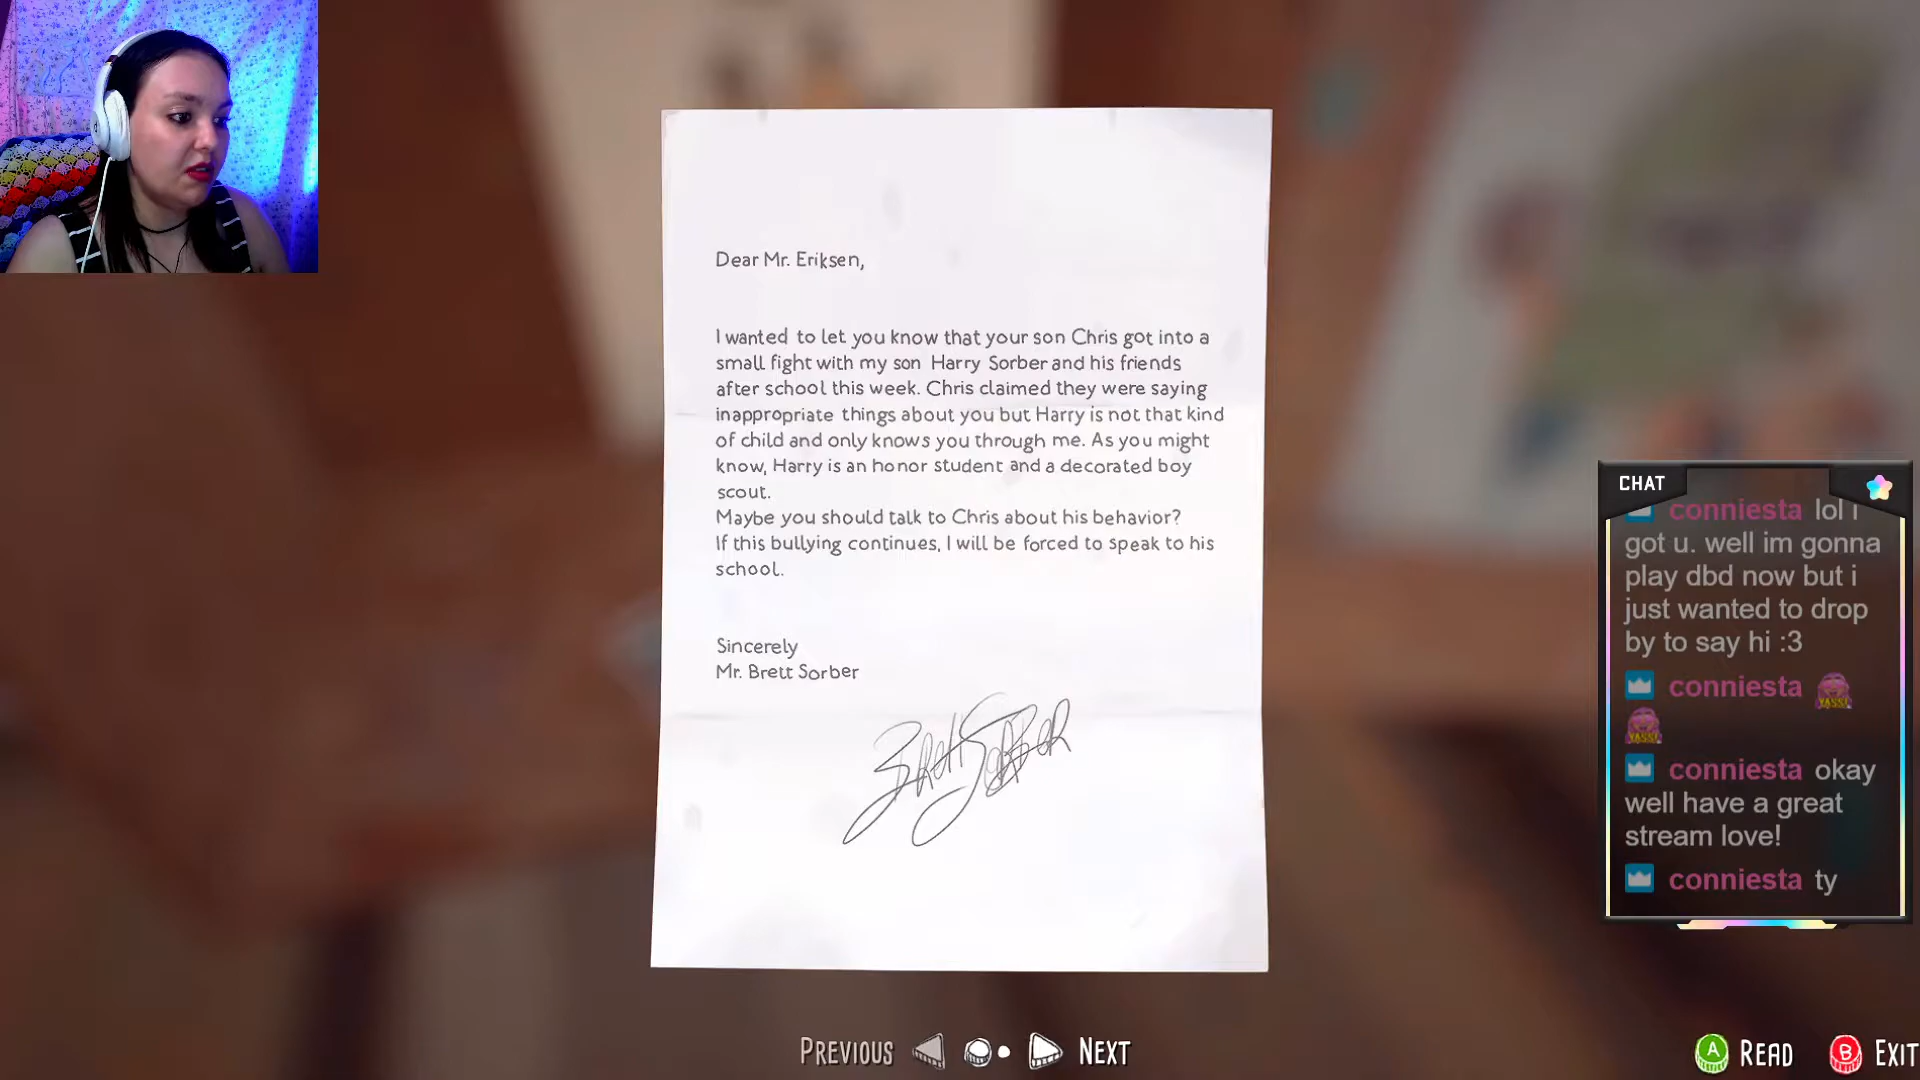 Dear Mr. Eriksen,
I wanted to let you know that your son Chris got into a
small fight with my son Harry Sorber and his friends
after school this week. Chris claimed they were saying
inappropriate things about you but Harry is not that kind
of child and only knows you through me. As you might
know, Harry is an honor student and a decorated boy
scout.
Maybe you should talk to Chris about his behavior?
If this bullying continues, I will be forced to speak to his
school.
Sincerely
Mr. Brett Sorber
Brett Sorber
CHAT
conniesta lol i
got u. well im gonna
play dbd now but i
just wanted to drop
by to say hi :3
conniesta YASS!
YASS!
conniesta okay
well have a great
stream love!
conniesta ty
PREVIOUS NEXT
A READ B EXIT